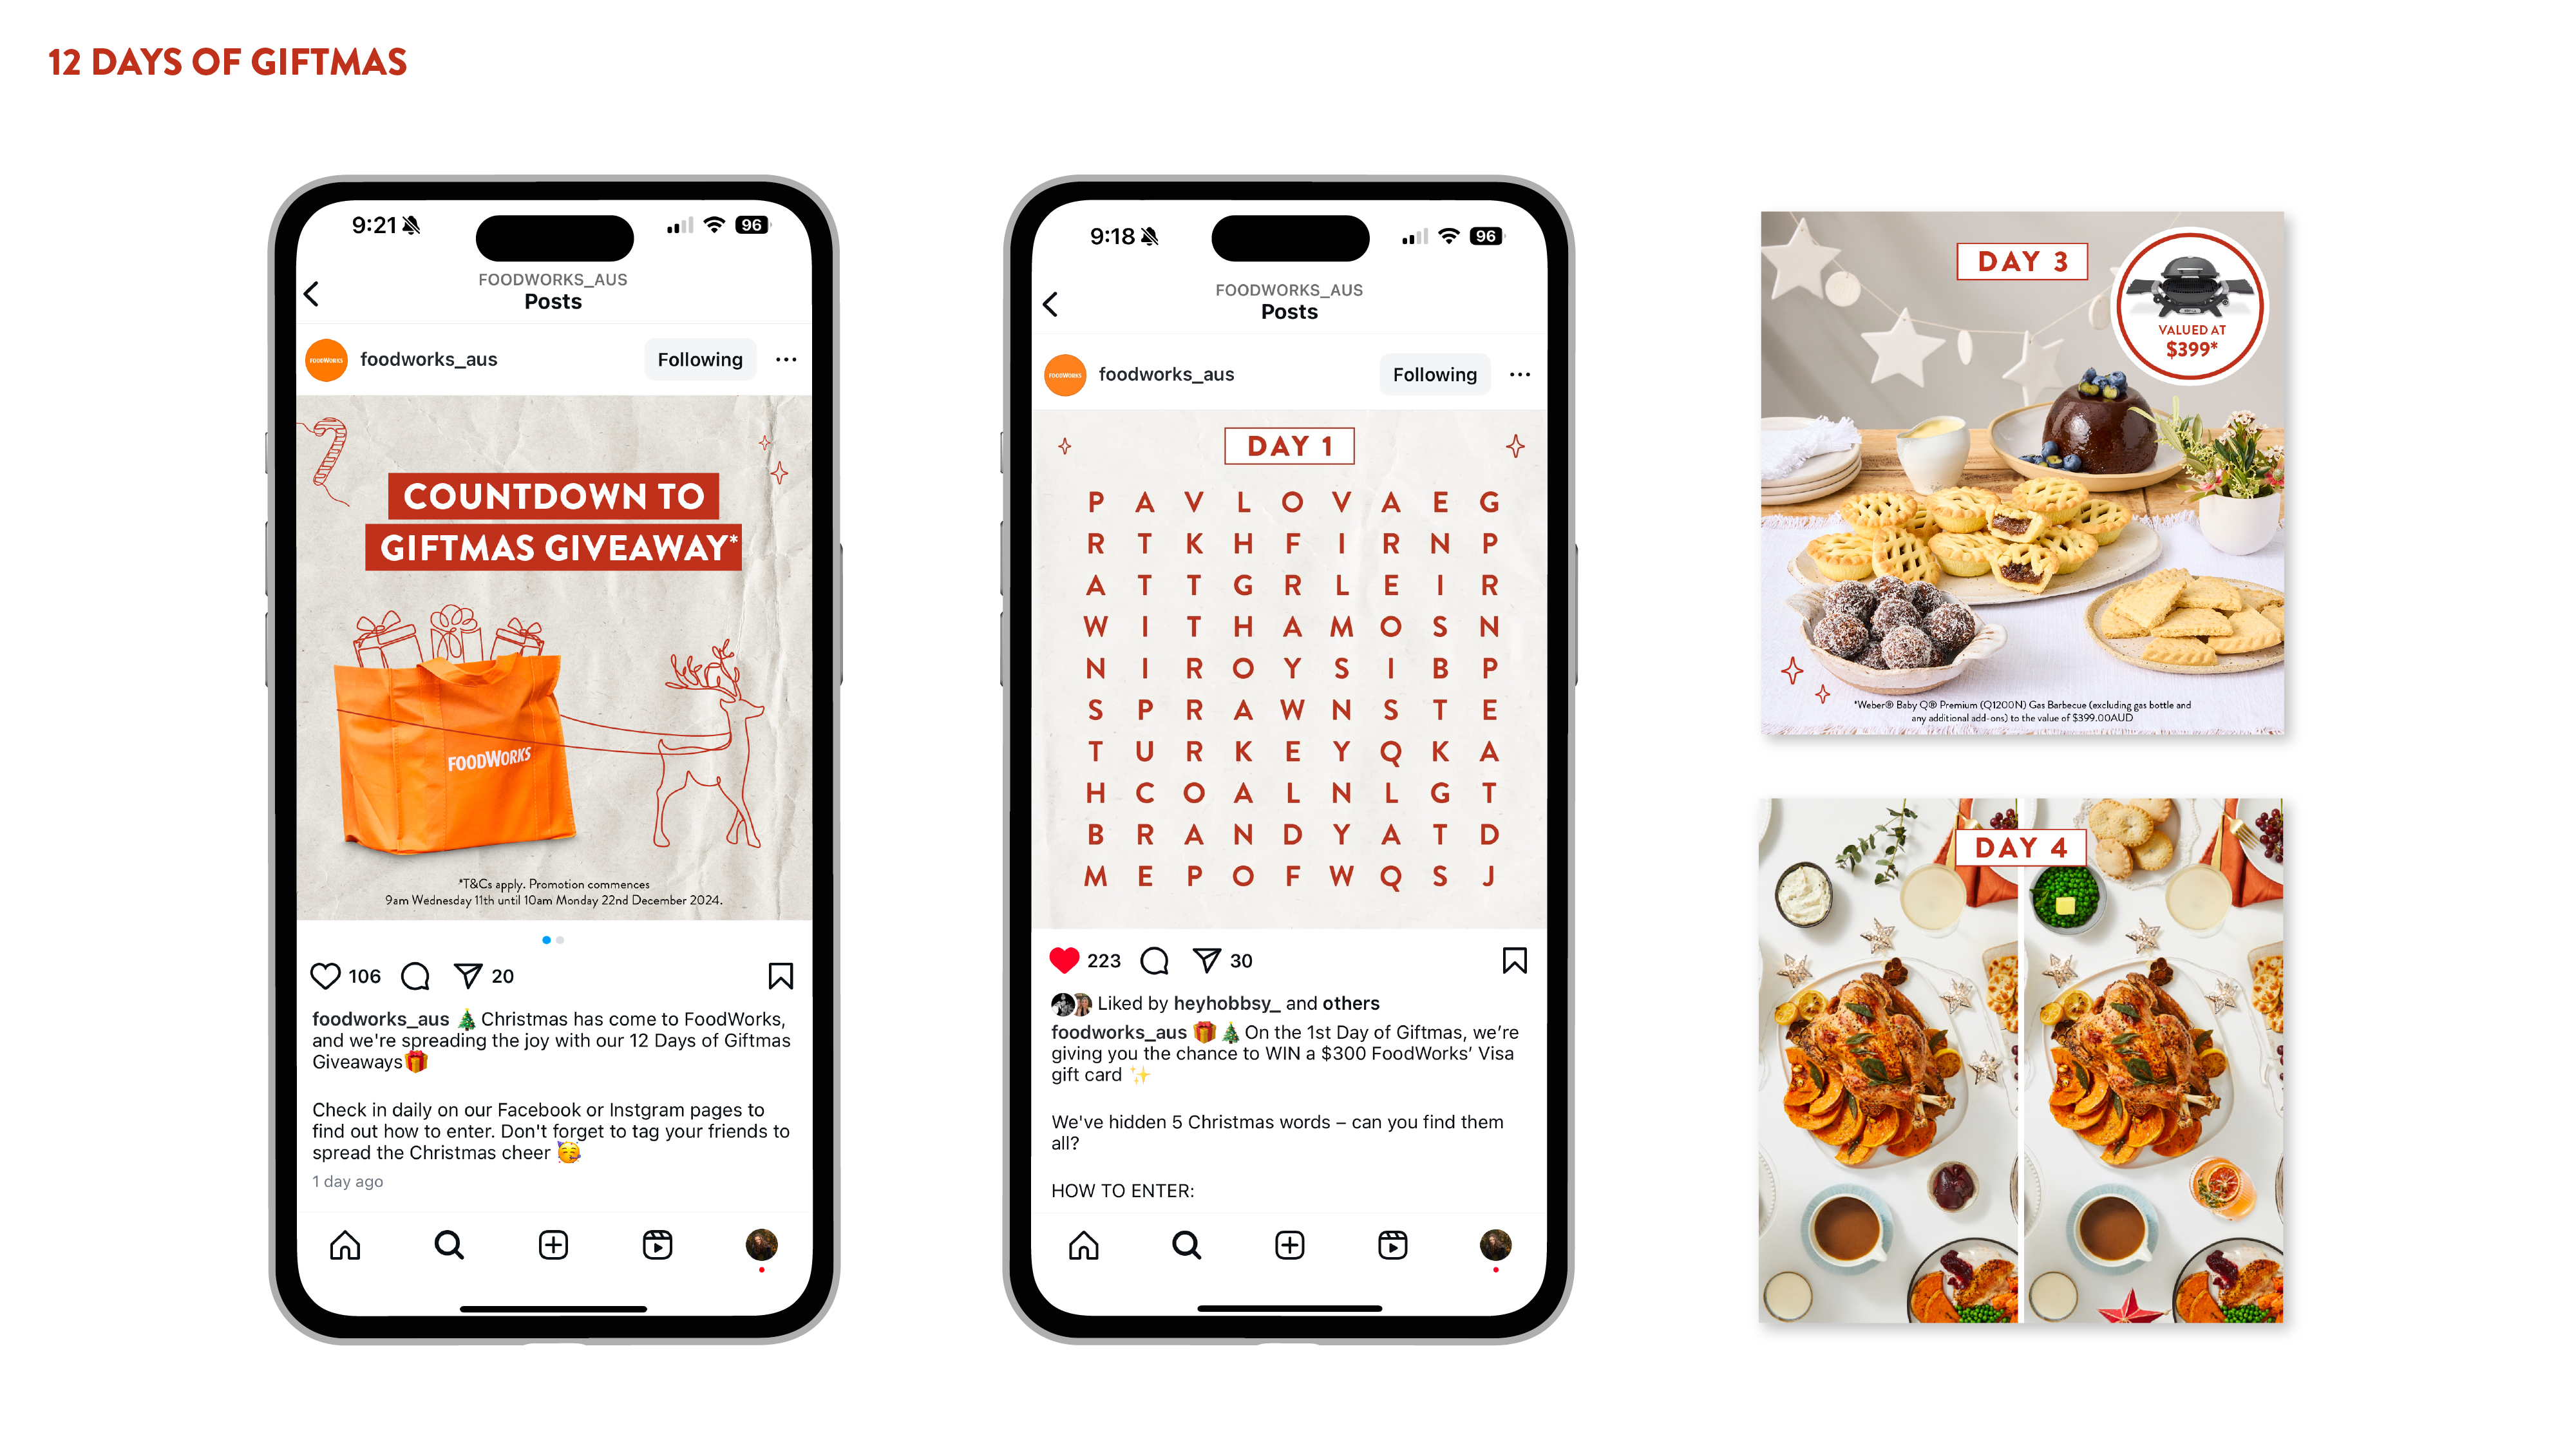 12 DAYS OF GIFTMAS
9:21
96
FOODWORKS_AUS
Posts
FOODWORKS
foodworks_aus
Following
COUNTDOWN TO
GIFTMAS GIVEAWAY*
FOODWORKS
*T&Cs apply. Promotion commences
9am Wednesday 11th until 10am Monday 22nd December 2024.
106
20
foodworks_aus 🎄 Christmas has come to FoodWorks,
and we're spreading the joy with our 12 Days of Giftmas
Giveaways🎁
Check in daily on our Facebook or Instgram pages to
find out how to enter. Don't forget to tag your friends to
spread the Christmas cheer 🥳
1 day ago
9:18
96
FOODWORKS_AUS
Posts
FOODWORKS
foodworks_aus
Following
DAY 1
P A V L O V A E G
R T K H F I R N P
A T T G R L E I R
W I T H A M O S N
N I R O Y S I B P
S P R A W N S T E
T U R K E Y Q K A
H C O A L N L G T
B R A N D Y A T D
M E P O F W Q S J
223
30
Liked by heyhobbsy_ and others
foodworks_aus 🎁🎄 On the 1st Day of Giftmas, we’re
giving you the chance to WIN a $300 FoodWorks’ Visa
gift card ✨
We've hidden 5 Christmas words – can you find them
all?
HOW TO ENTER:
DAY 3
VALUED AT
$399*
*Weber® Baby Q® Premium (Q1200N) Gas Barbecue (excluding gas bottle and
any additional add-ons) to the value of $399.00AUD
DAY 4